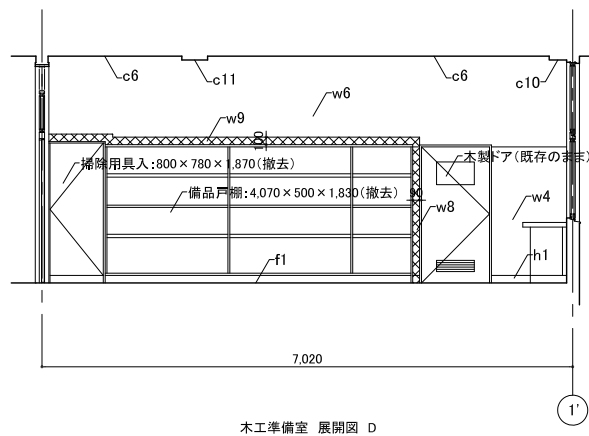 c6
c11
c6
c10
w6
w9
100
掃除用具入:800×780×1,870(撤去)
木製ドア(既存のまま)
備品戸棚:4,070×500×1,830(撤去)
90
w8
w4
f1
h1
7,020
1'
木工準備室 展開図 D